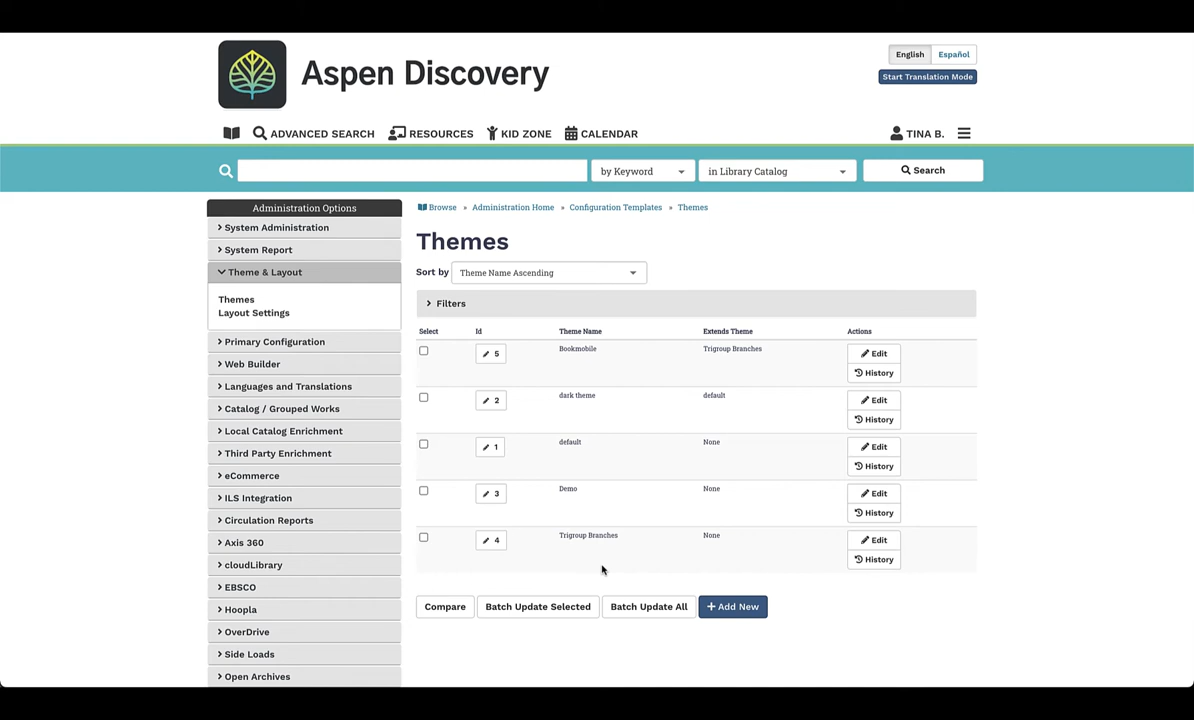 Aspen Discovery
English Español
Start Translation Mode
ADVANCED SEARCH RESOURCES KID ZONE CALENDAR TINA B.
by Keyword in Library Catalog Search
Administration Options
System Administration
System Report
Theme & Layout
Themes
Layout Settings
Primary Configuration
Web Builder
Languages and Translations
Catalog / Grouped Works
Local Catalog Enrichment
Third Party Enrichment
eCommerce
ILS Integration
Circulation Reports
Axis 360
cloudLibrary
EBSCO
Hoopla
OverDrive
Side Loads
Open Archives
Browse » Administration Home » Configuration Templates » Themes
Themes
Sort by Theme Name Ascending
Filters
Select Id Theme Name Extends Theme Actions
5 Bookmobile Trigroup Branches Edit
History
2 dark theme default Edit
History
1 default None Edit
History
3 Demo None Edit
History
4 Trigroup Branches None Edit
History
Compare Batch Update Selected Batch Update All + Add New